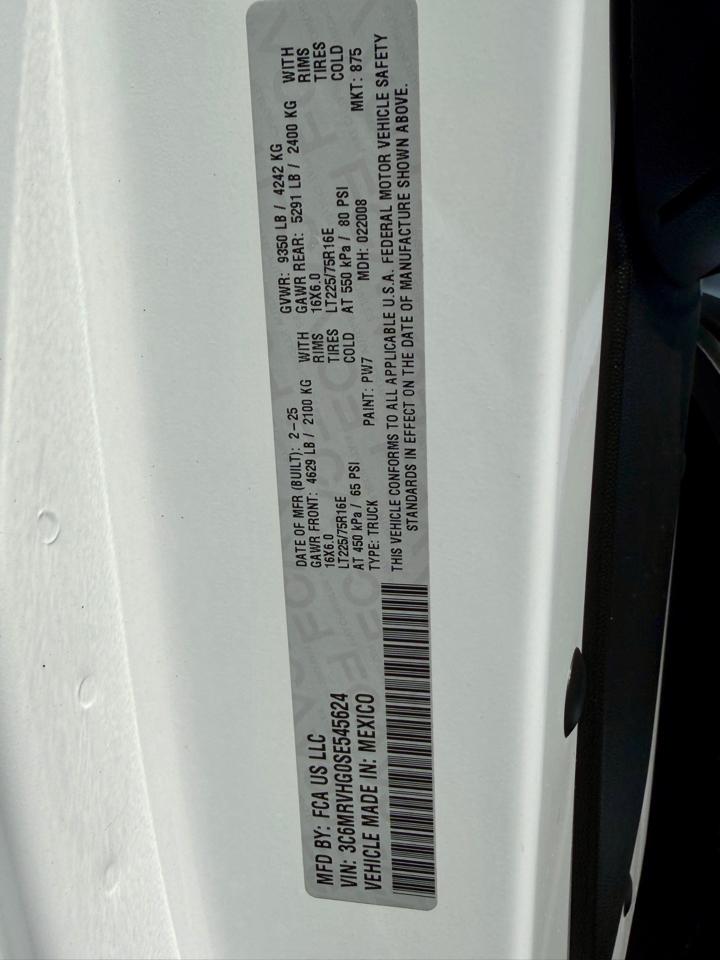 MFD BY: FCA US LLC
VIN: 3C6MRVHG0SE545624
VEHICLE MADE IN: MEXICO
DATE OF MFR (BUILT): 2-25
GAWR FRONT: 4629 LB / 2100 KG WITH
16X6.0 RIMS
LT225/75R16E TIRES
AT 450 kPa / 65 PSI COLD
TYPE: TRUCK PAINT: PW7
GVWR: 9350 LB / 4242 KG
GAWR REAR: 5291 LB / 2400 KG WITH
16X6.0 RIMS
LT225/75R16E TIRES
AT 550 kPa / 80 PSI COLD
MDH: 022008 MKT: 875
THIS VEHICLE CONFORMS TO ALL APPLICABLE U.S.A. FEDERAL MOTOR VEHICLE SAFETY
STANDARDS IN EFFECT ON THE DATE OF MANUFACTURE SHOWN ABOVE.